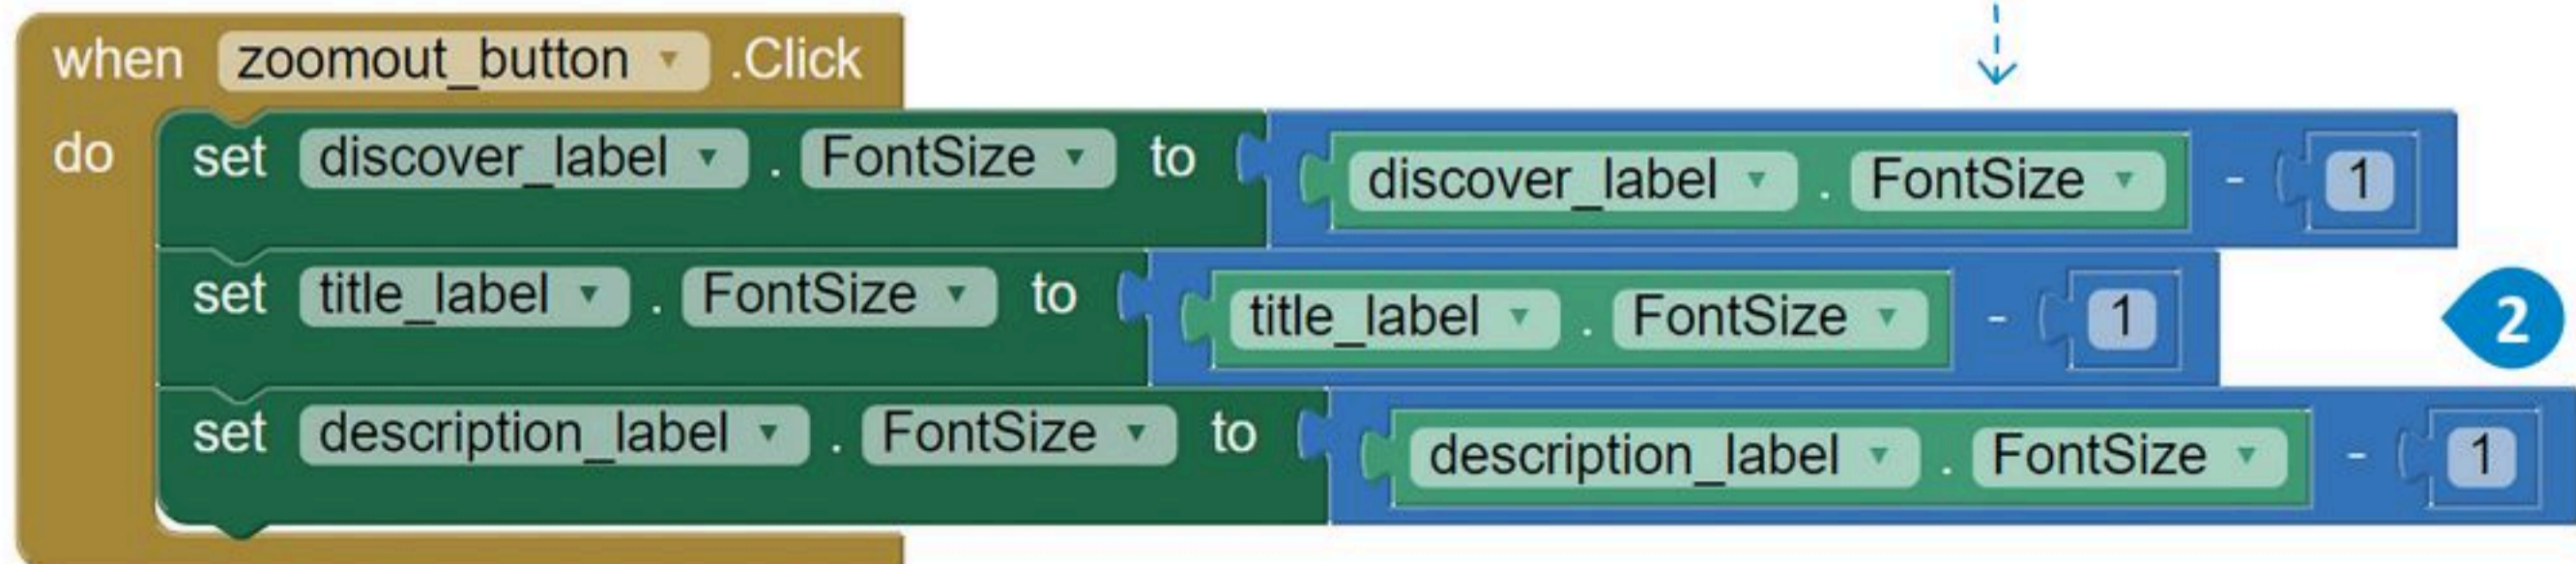 when zoomout_button .Click
do set discover_label . FontSize to discover_label . FontSize - 1
set title_label . FontSize to title_label . FontSize - 1
2
set description_label . FontSize to description_label . FontSize - 1